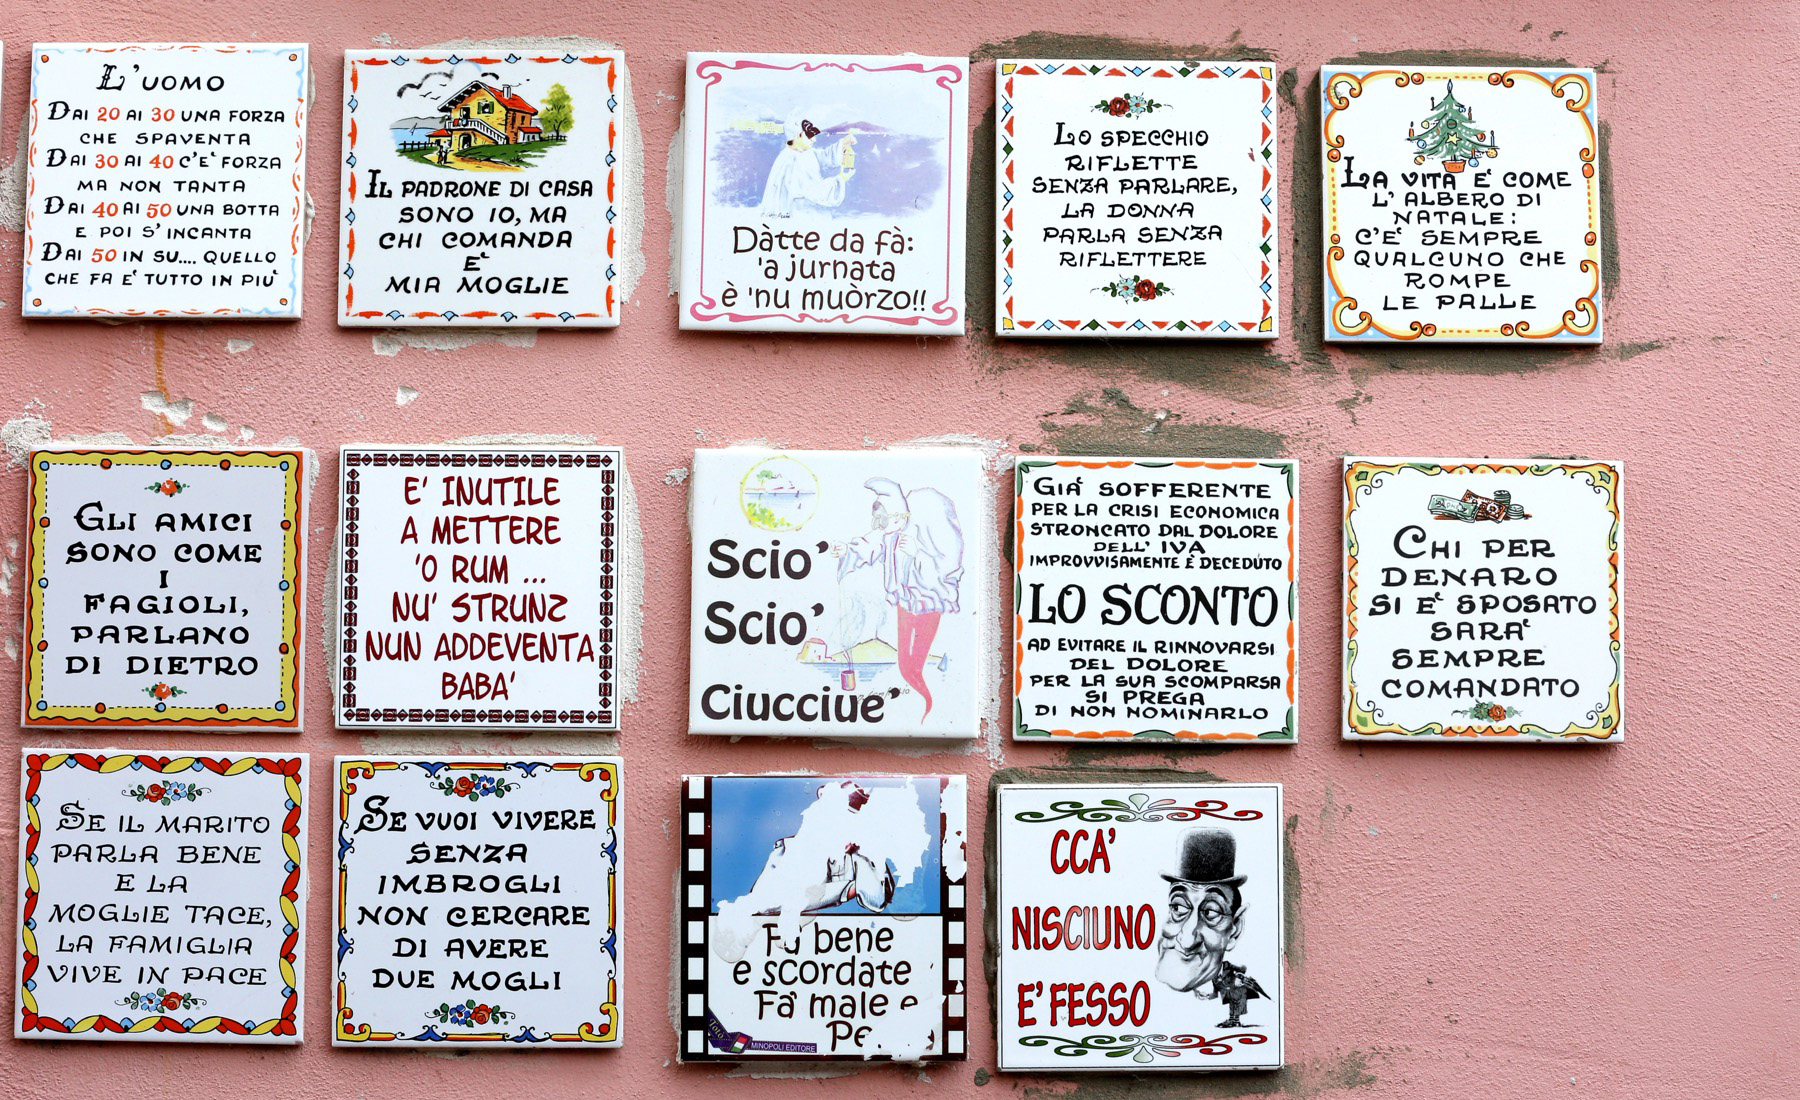 L'UOMO
DAI 20 AI 30 UNA FORZA
CHE SPAVENTA
DAI 30 AI 40 C'E' FORZA
MA NON TANTA
DAI 40 AI 50 UNA BOTTA
E POI S'INCANTA
DAI 50 IN SU.... QUELLO
CHE FA E' TUTTO IN PIU'
IL PADRONE DI CASA
SONO IO, MA
CHI COMANDA
E'
MIA MOGLIE
Dàtte da fà:
'a jurnata
è 'nu muòrzo!!
LO SPECCHIO
RIFLETTE
SENZA PARLARE,
LA DONNA
PARLA SENZA
RIFLETTERE
LA VITA E' COME
L'ALBERO DI
NATALE:
C'E' SEMPRE
QUALCUNO CHE
ROMPE
LE PALLE
GLI AMICI
SONO COME
I
FAGIOLI,
PARLANO
DI DIETRO
E' INUTILE
A METTERE
'O RUM ...
NU' STRUNZ
NUN ADDEVENTA
BABA'
Scio'
Scio'
Ciucciue'
GIA' SOFFERENTE
PER LA CRISI ECONOMICA
STRONCATO DAL DOLORE
DELL' IVA
IMPROVVISAMENTE È DECEDUTO
LO SCONTO
AD EVITARE IL RINNOVARSI
DEL DOLORE
PER LA SUA SCOMPARSA
SI PREGA
DI NON NOMINARLO
CHI PER
DENARO
SI E' SPOSATO
SARA'
SEMPRE
COMANDATO
SE IL MARITO
PARLA BENE
E LA
MOGLIE TACE,
LA FAMIGLIA
VIVE IN PACE
SE VUOI VIVERE
SENZA
IMBROGLI
NON CERCARE
DI AVERE
DUE MOGLI
bene
e scordate
Fà male e
Totò
MINOPOLI EDITORE
CCA'
NISCIUNO
E' FESSO